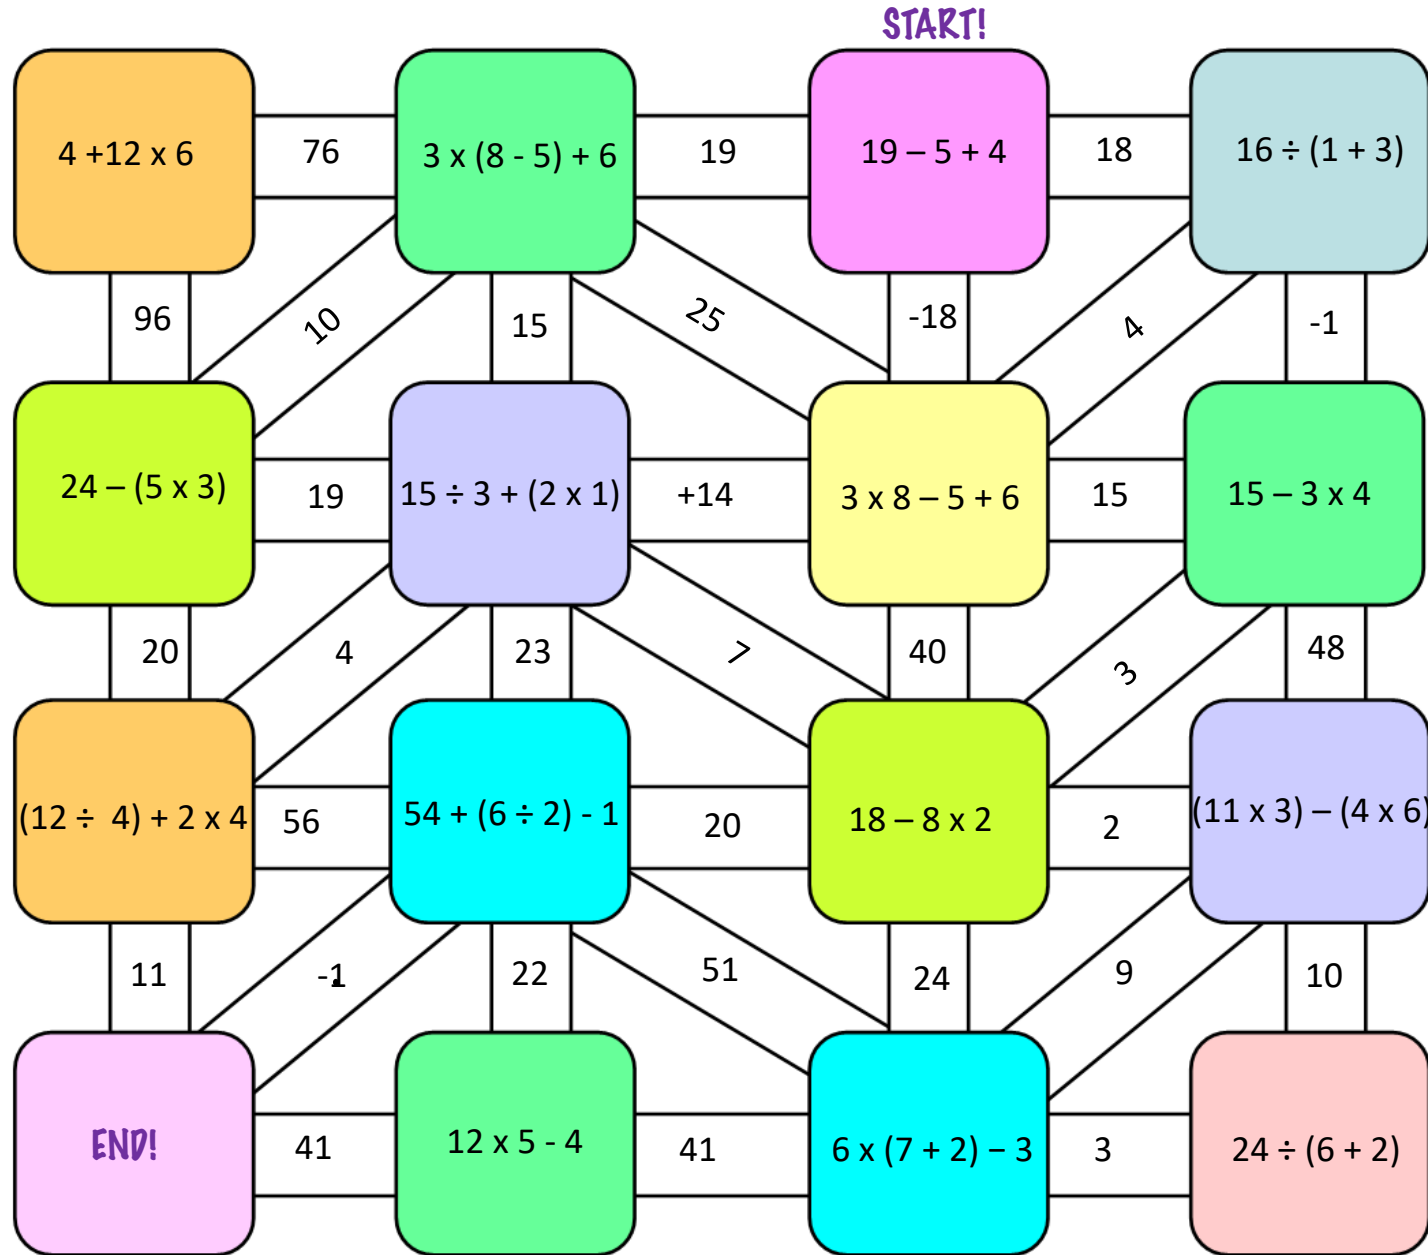 START!
4 +12 x 6
76
3 x (8 - 5) + 6
19
19 – 5 + 4
18
16 ÷ (1 + 3)
96
10
15
25
-18
4
-1
24 – (5 x 3)
19
15 ÷ 3 + (2 x 1)
+14
3 x 8 – 5 + 6
15
15 – 3 x 4
20
4
23
7
40
3
48
(12 ÷  4) + 2 x 4
56
54 + (6 ÷ 2) - 1
20
18 – 8 x 2
2
(11 x 3) – (4 x 6)
11
-1
22
51
24
9
10
END!
41
12 x 5 - 4
41
6 x (7 + 2) – 3
3
24 ÷ (6 + 2)